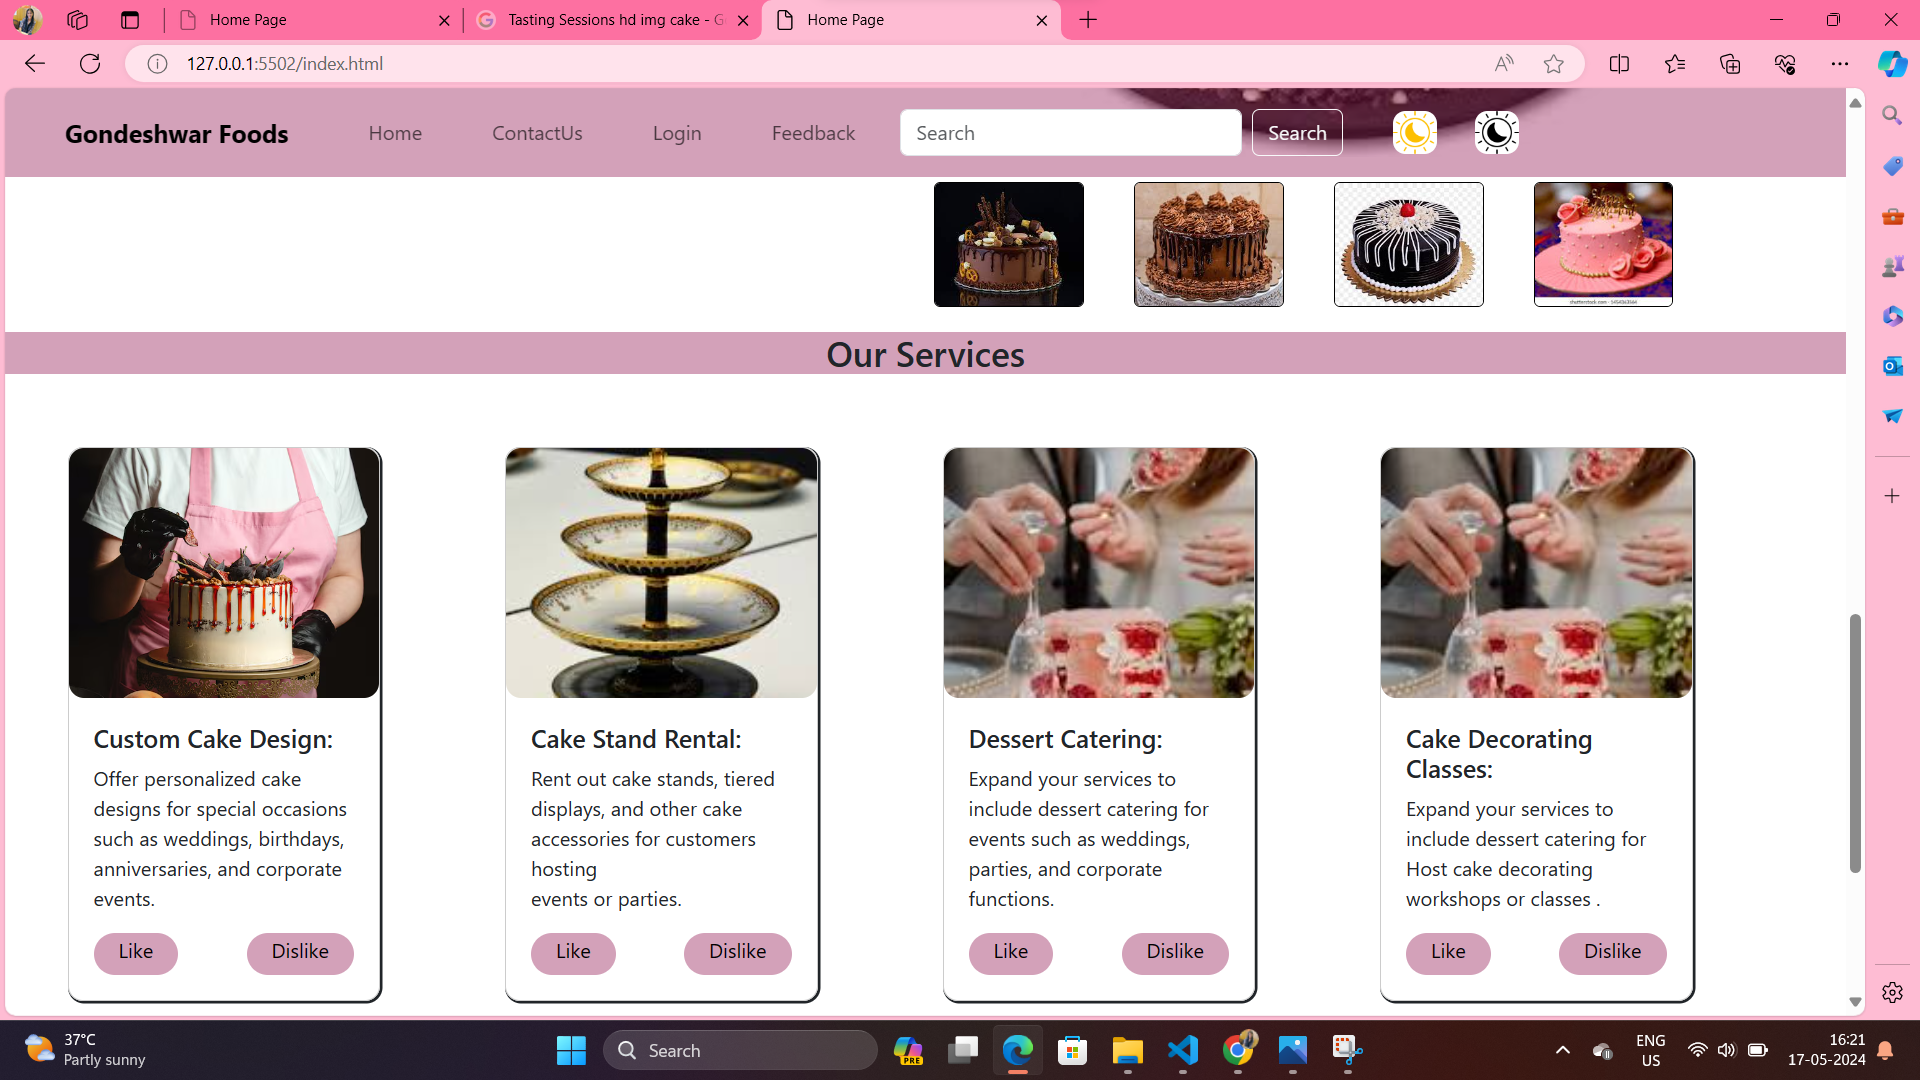 Home Page
Tasting Sessions hd img cake - G
Home Page
127.0.0.1:5502/index.html
Gondeshwar Foods
Home
ContactUs
Login
Feedback
Search
Search
Our Services
Custom Cake Design:
Offer personalized cake
designs for special occasions
such as weddings, birthdays,
anniversaries, and corporate
events.
Like
Dislike
Cake Stand Rental:
Rent out cake stands, tiered
displays, and other cake
accessories for customers
hosting
events or parties.
Like
Dislike
Dessert Catering:
Expand your services to
include dessert catering for
events such as weddings,
parties, and corporate
functions.
Like
Dislike
Cake Decorating
Classes:
Expand your services to
include dessert catering for
Host cake decorating
workshops or classes .
Like
Dislike
37°C
Partly sunny
Search
PRE
ENG
US
16:21
17-05-2024